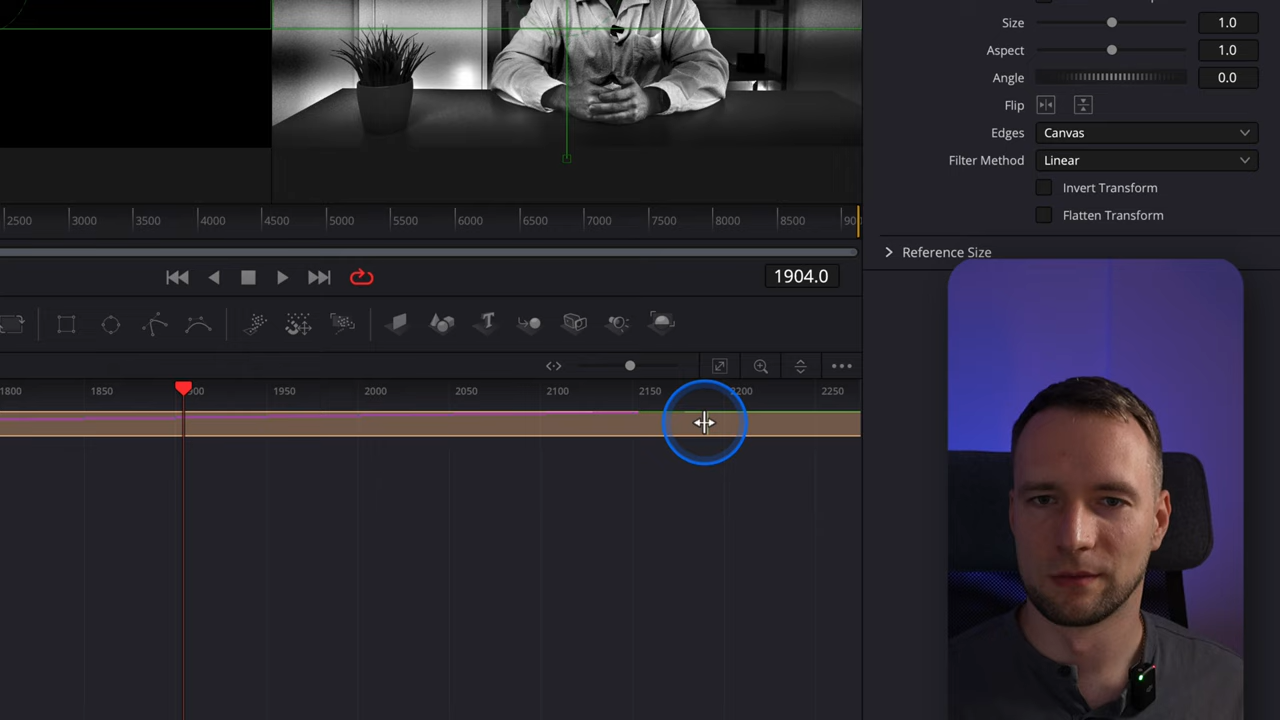 Size 1.0
Aspect 1.0
Angle 0.0
Flip
Edges Canvas
Filter Method Linear
Invert Transform
Flatten Transform
Reference Size
2500 3000 3500 4000 4500 5000 5500 6000 6500 7000 7500 8000 8500
1904.0
T
1800 1850 1950 2000 2050 2100 2150 2200 2250